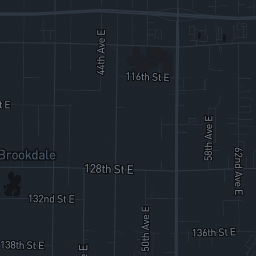 44th Ave E
116th St E
t E
58th Ave E
Brookdale
128th St E
62nd Ave E
132nd St E
50th Ave E
136th St E
138th St E
e E